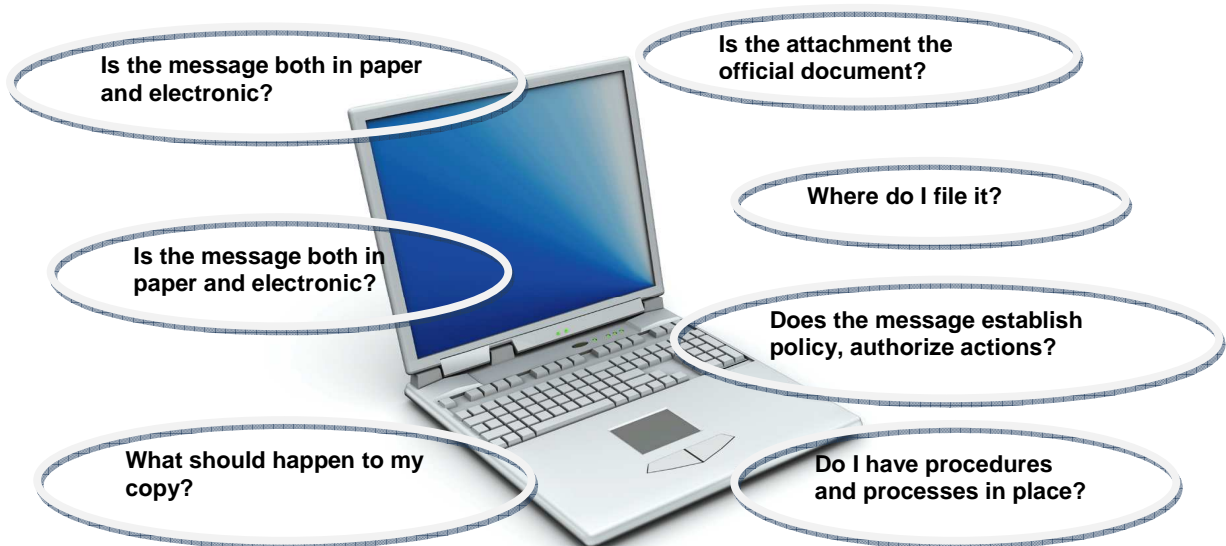 Is the message both in paper
and electronic?
Is the attachment the
official document?
Where do I file it?
Is the message both in
paper and electronic?
Does the message establish
policy, authorize actions?
What should happen to my
copy?
Do I have procedures
and processes in place?